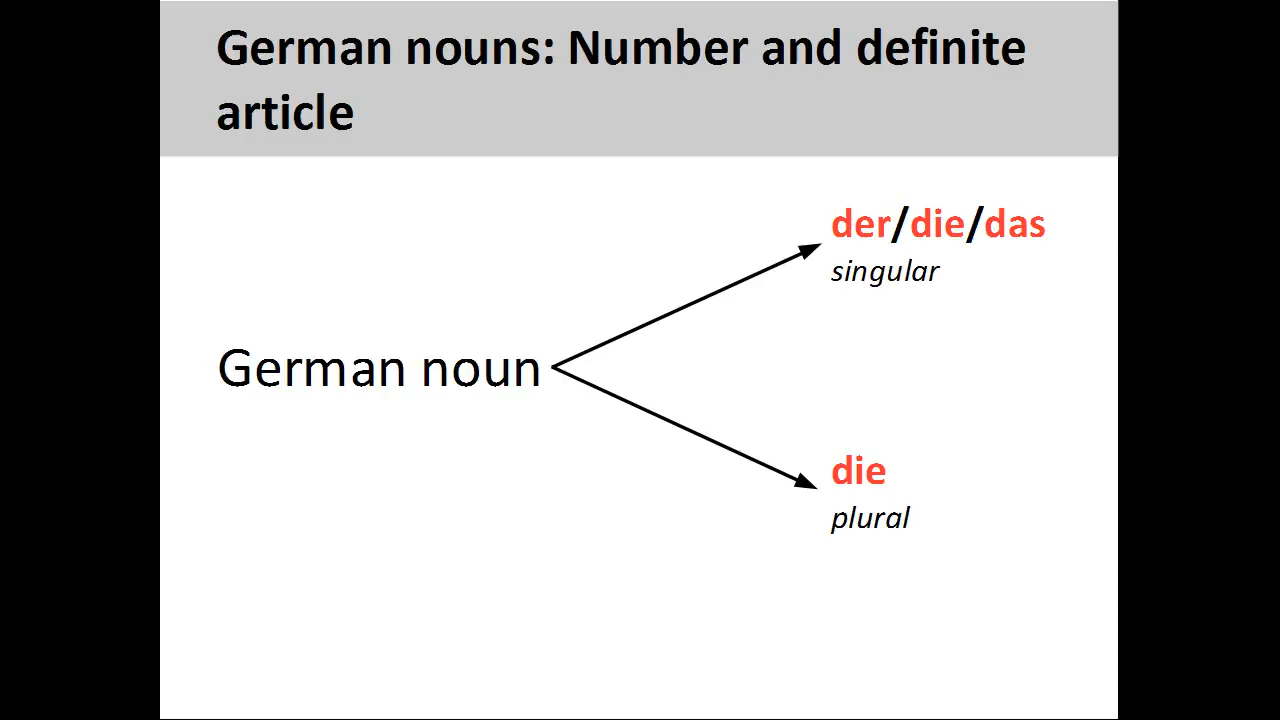 German nouns: Number and definite
article
der/die/das
singular
German noun
die
plural